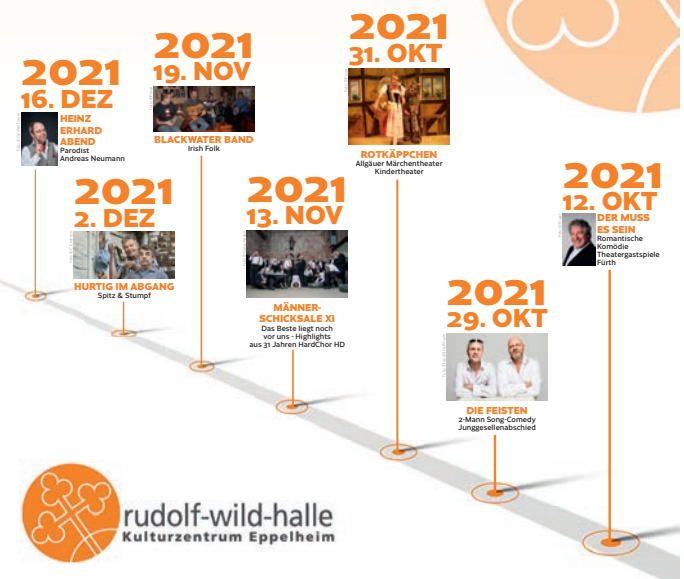 2021
16. DEZ
HEINZ
ERHARD
ABEND
Parodist
Andreas Neumann
2021
2. DEZ
HURTIG IM ABGANG
Spitz & Stumpf
2021
19. NOV
BLACKWATER BAND
Irish Folk
2021
13. NOV
MÄNNER-
SCHICKSALE XI
Das Beste liegt noch
vor uns - Highlights
aus 31 Jahren HardChor HD
2021
31. OKT
ROTKÄPPCHEN
Allgäuer Märchentheater
Kindertheater
2021
29. OKT
DIE FEISTEN
2-Mann Song-Comedy
Junggesellenabschied
2021
12. OKT
DER MUSS
ES SEIN
Romantische
Komödie
Theatergastspiele
Fürth
rudolf-wild-halle
Kulturzentrum Eppelheim